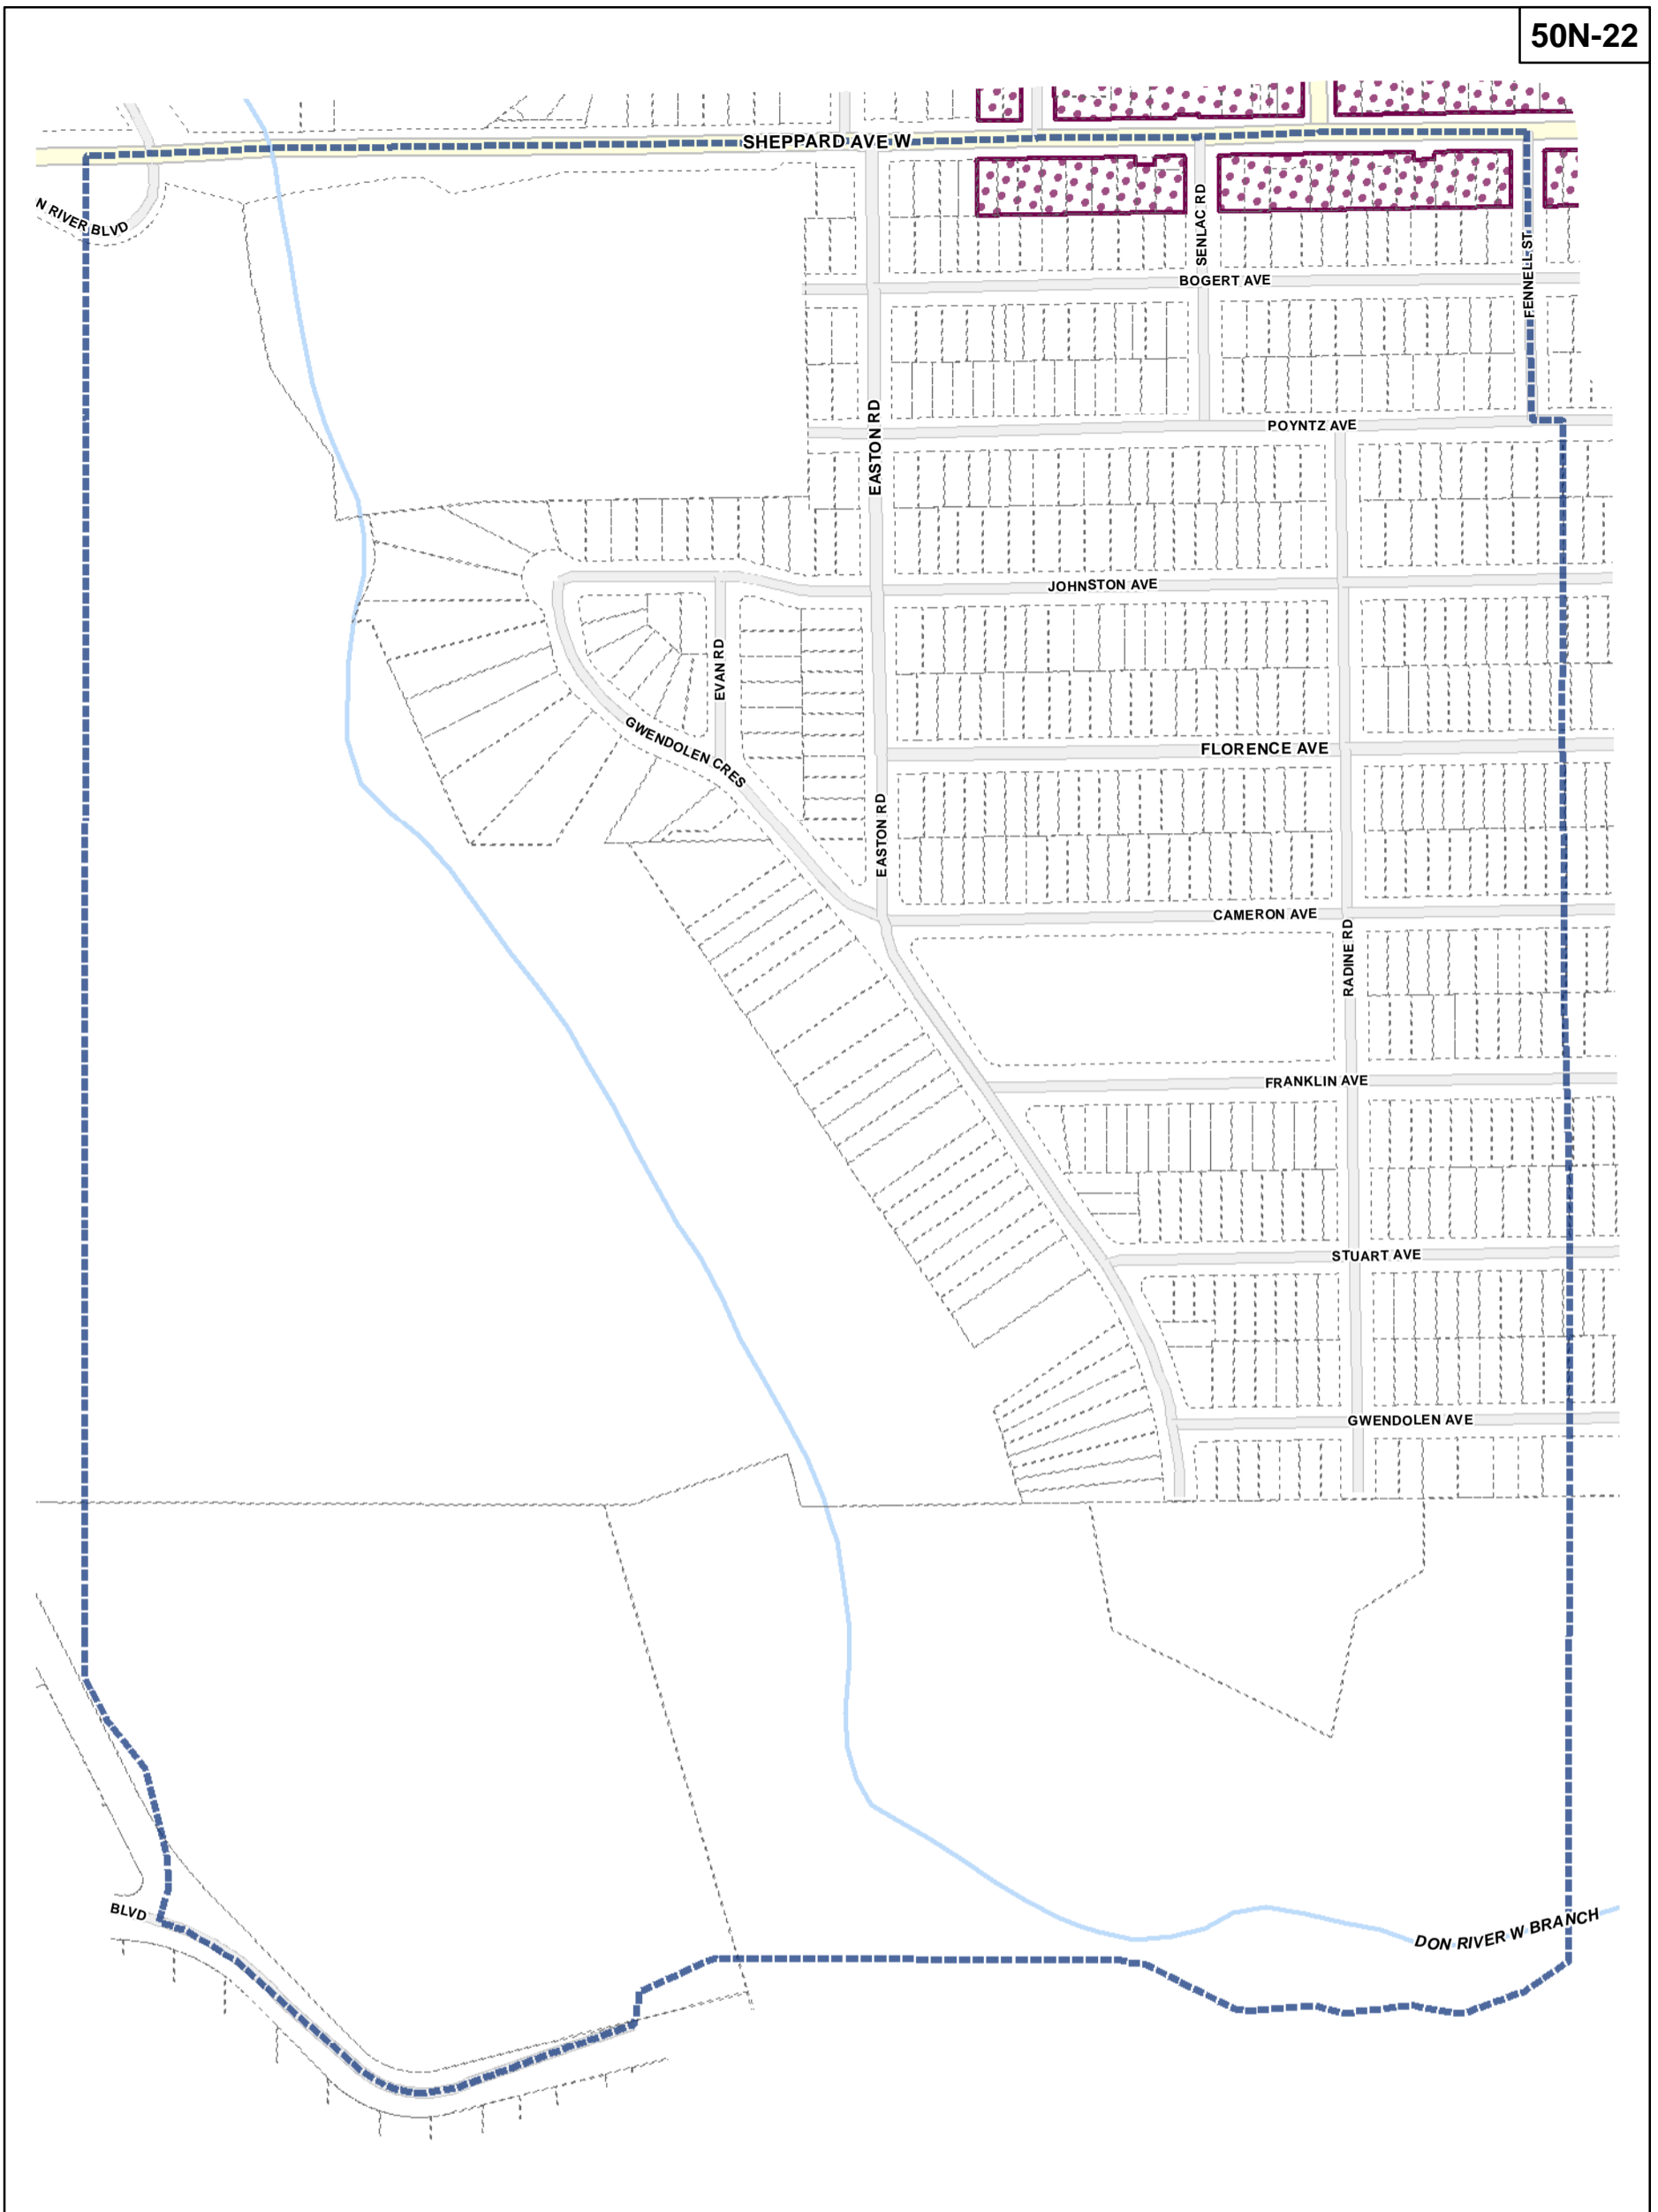 50N-22
SHEPPARD AVE W
N RIVER BLVD
SENLAC RD
FENNELL ST
BOGERT AVE
EASTON RD
POYNTZ AVE
JOHNSTON AVE
EVAN RD
GWENDOLEN CRES
FLORENCE AVE
EASTON RD
CAMERON AVE
RADINE RD
FRANKLIN AVE
STUART AVE
GWENDOLEN AVE
BLVD
DON RIVER W BRANCH